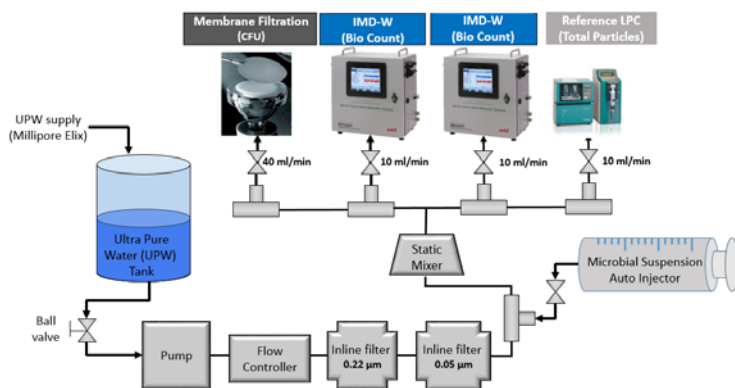 Membrane Filtration
(CFU)
IMD-W
(Bio Count)
IMD-W
(Bio Count)
Reference LPC
(Total Particles)
UPW supply
(Millipore Elix)
40 ml/min
10 ml/min
10 ml/min
10 ml/min
Ultra Pure
Water (UPW)
Tank
Static
Mixer
Microbial Suspension
Auto Injector
Ball
valve
Pump
Flow
Controller
Inline filter
0.22 µm
Inline filter
0.05 µm